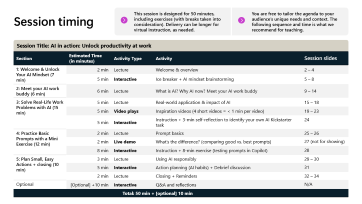 Session timing
This session is designed for 50 minutes,
including exercises (with breaks taken into
consideration). Delivery can be longer for
virtual instruction, as needed.
You are free to tailor the agenda to your
audience's unique needs and context. The
following sequence and time is what we
recommend for teaching.
Session Title: AI in action: Unlock productivity at work
Section Estimated Time (in minutes) Activity Type Activity Session slides
1: Welcome & Unlock Your AI Mindset (7 min) 2 min Lecture Welcome & overview 2 – 4
5 min Interactive Ice breaker + AI mindset brainstorming 5 – 8
2: Meet your AI work buddy (6 min) 6 min Lecture What is AI? Why AI now? Meet your AI work buddy 9 – 14
3: Solve Real-Life Work Problems with AI (15 min) 5 min Lecture Real-world application & impact of AI 15 – 18
5 min Video plays Inspiration videos (4 short videos < 1 min per video) 19 – 23
5 min Interactive Instruction + 3 min self-reflection to identify your own AI Kickstarter task 24
4: Practice Basic Prompts with a Mini Exercise (12 min) 2 min Lecture Prompt basics 25 – 26
2 min Live demo What's the difference? (comparing good vs. best prompts) 27 (not for showing)
8 min Interactive Instruction + 8-min exercise (testing prompts in Copilot) 28
5: Plan Small, Easy Actions + closing (10 min) 3 min Lecture Using AI responsibly 29 – 30
5 min Interactive Action planning (AI habits) + Debrief discussion 31
2 min Lecture Closing + Reminders 32 – 34
Optional [Optional] +10 min Interactive Q&A and reflections N/A
Total: 50 min + [optional] 10 min